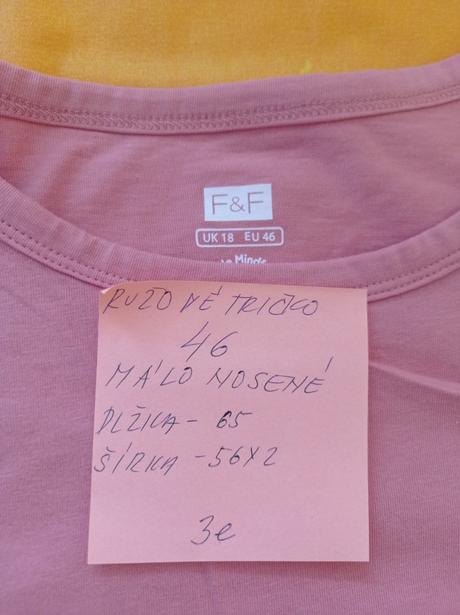 F&F
UK 18 EU 46
RUŽOVÉ TRIČKO
46
MÁLO NOSENÉ
DĹŽKA - 65
ŠÍRKA - 56X2
3e